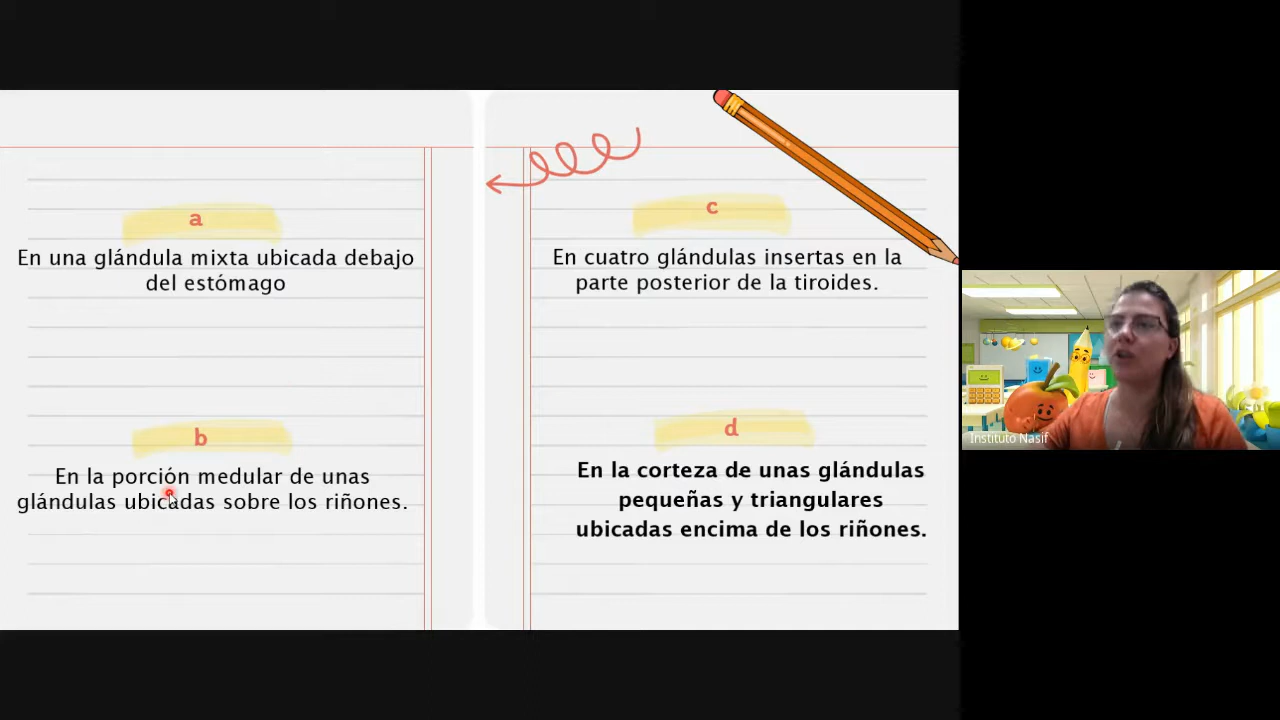 a
En una glándula mixta ubicada debajo
del estómago
b
En la porción medular de unas
glándulas ubicadas sobre los riñones.
c
En cuatro glándulas insertas en la
parte posterior de la tiroides.
d
En la corteza de unas glándulas
pequeñas y triangulares
ubicadas encima de los riñones.
Instituto Nasif